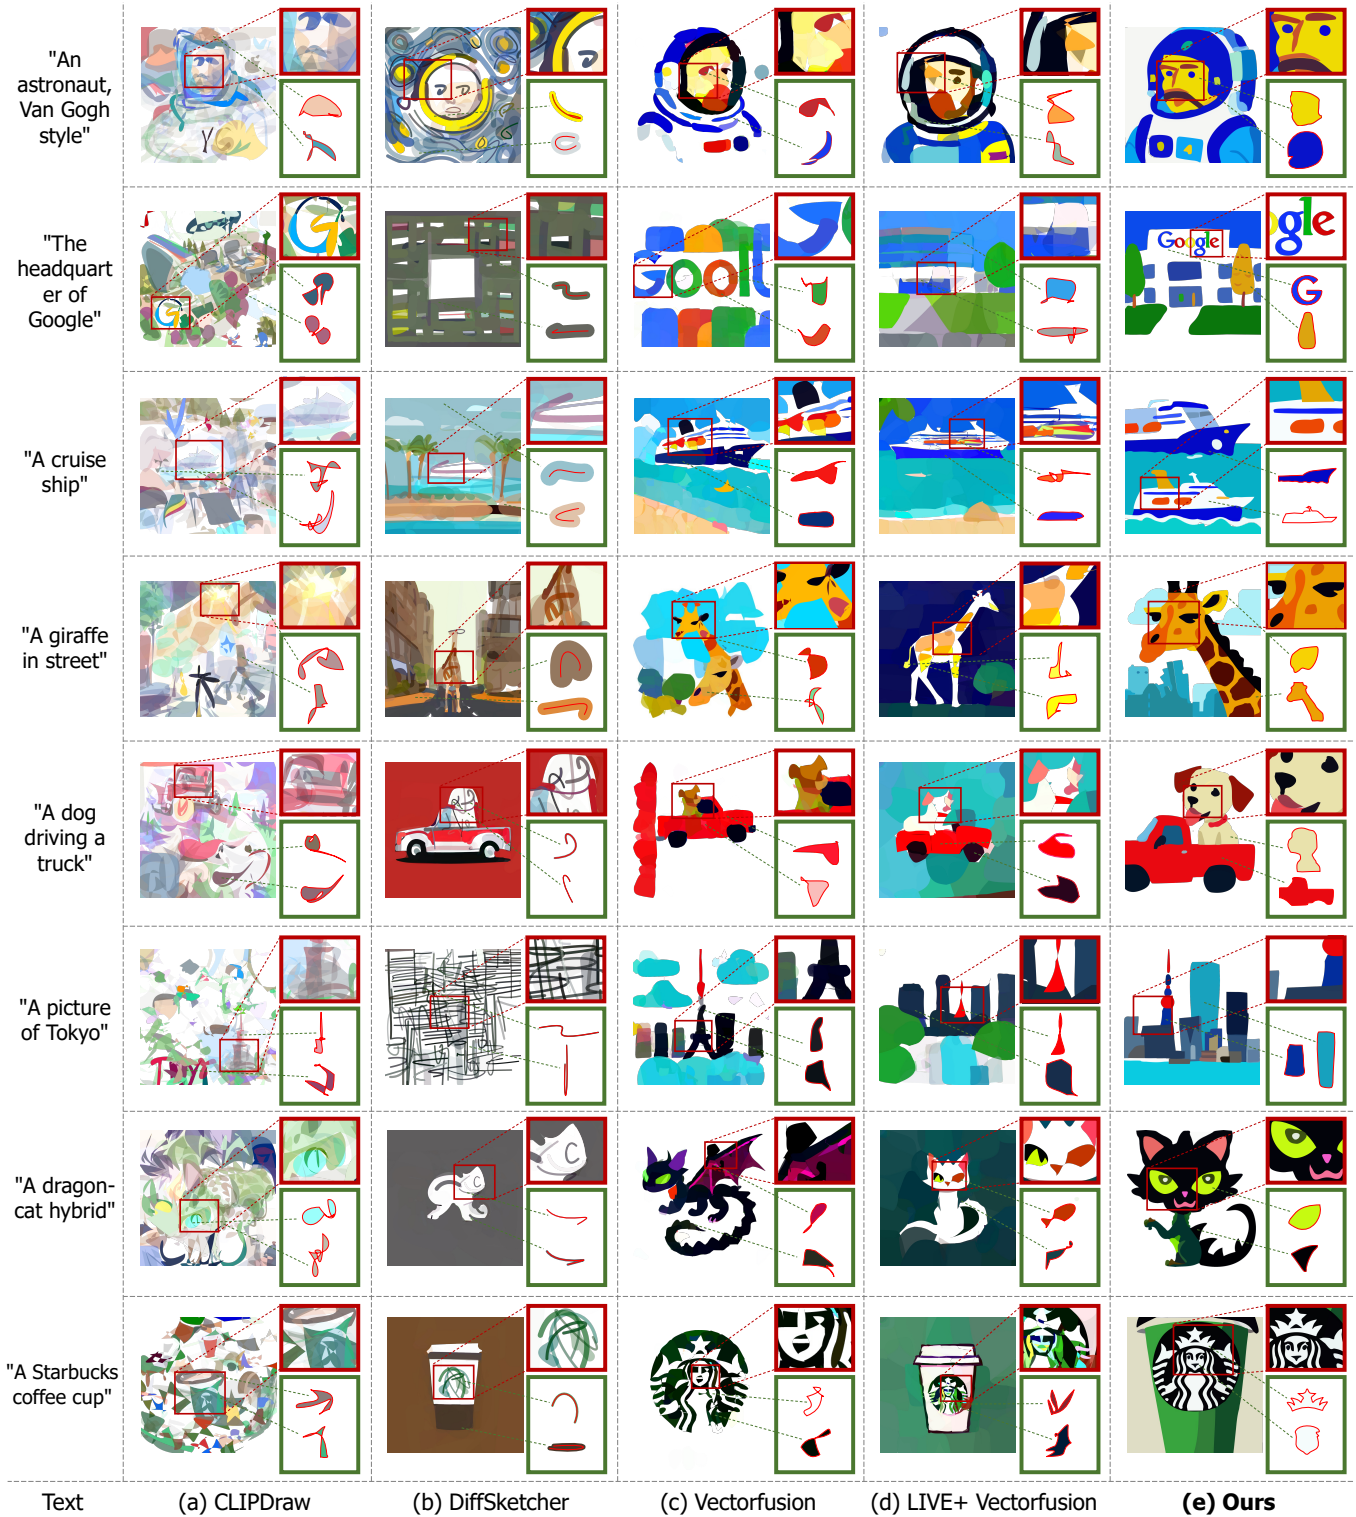 "An
astronaut,
Van Gogh
style"
"The
headquart
er of
Google"
G
GOOIL
Google
gle
G
"A cruise
ship"
"A giraffe
in street"
"A dog
driving a
truck"
"A picture
of Tokyo"
"A dragon-
cat hybrid"
"A Starbucks
coffee cup"
Text
(a) CLIPDraw
(b) DiffSketcher
(c) Vectorfusion
(d) LIVE+ Vectorfusion
(e) Ours